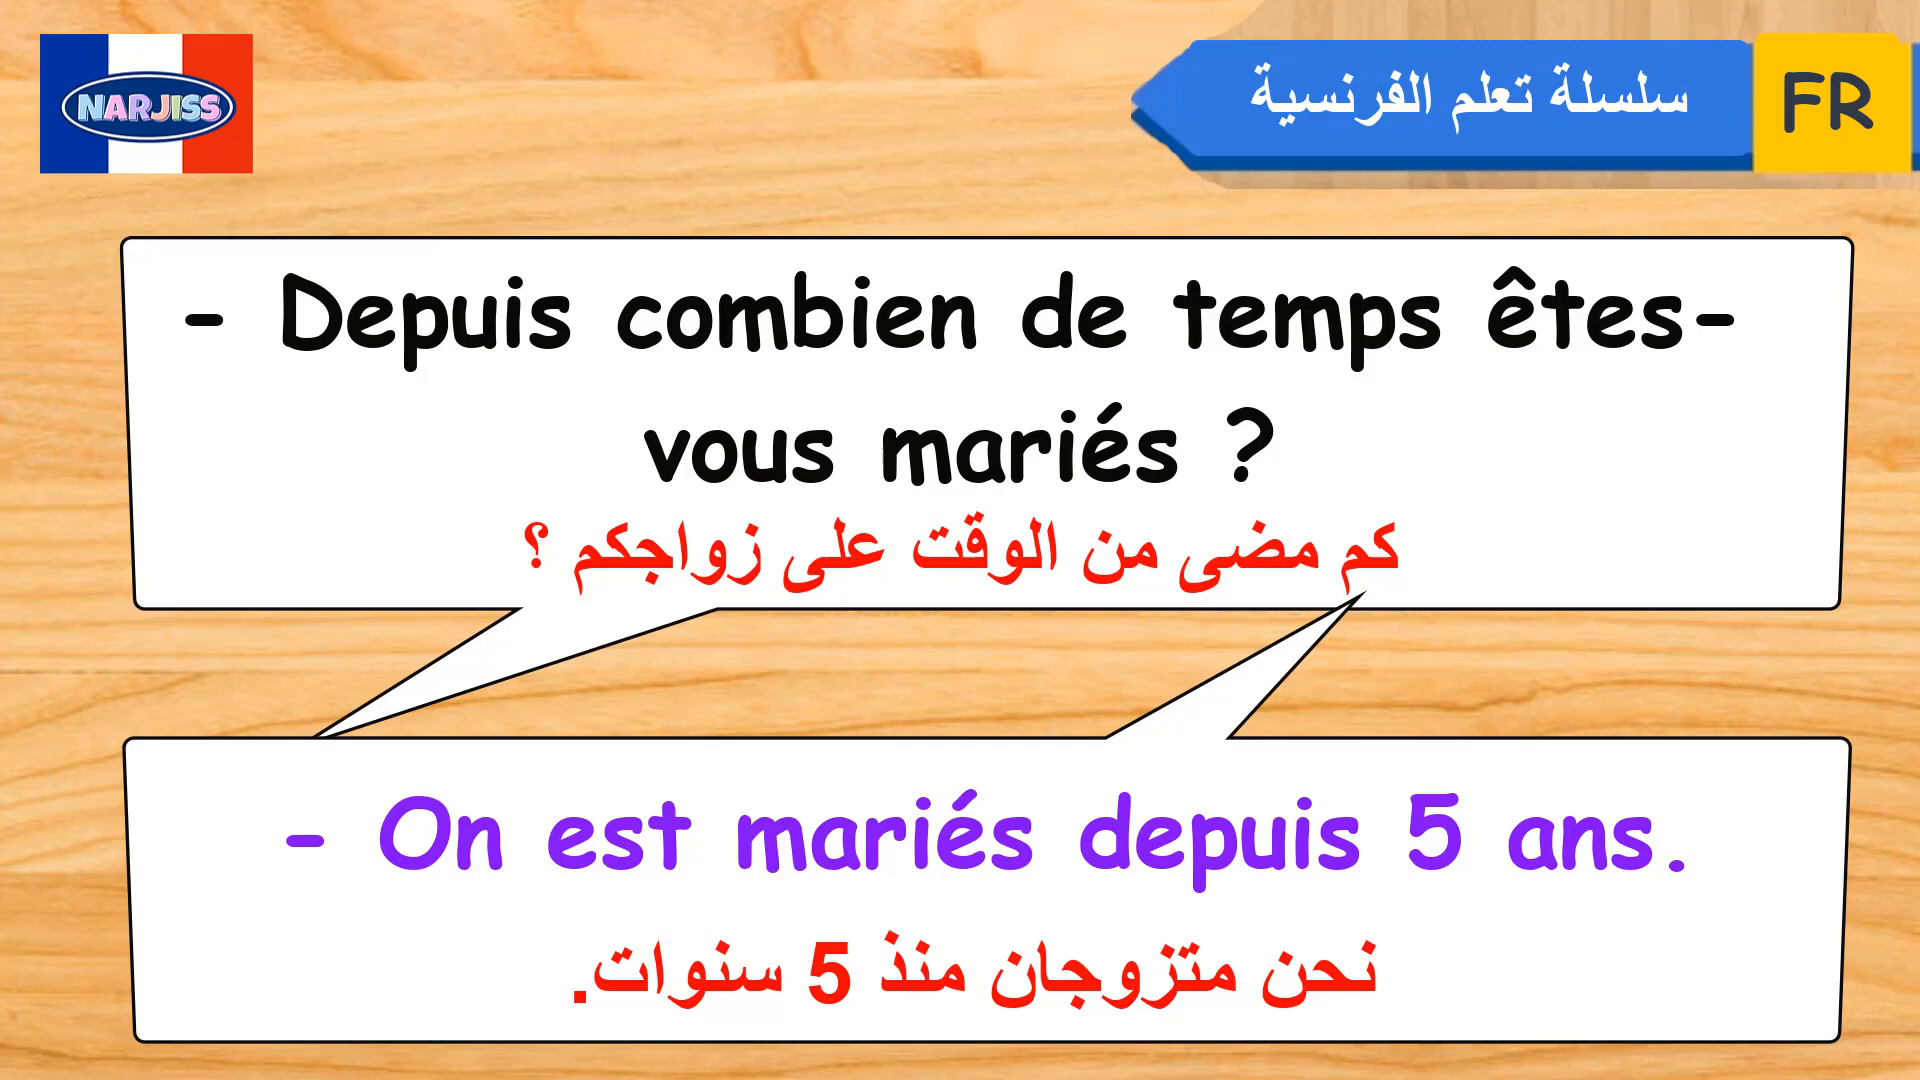 NARJISS
سلسلة تعلم الفرنسية
FR
- Depuis combien de temps êtes-
vous mariés ?
كم مضى من الوقت على زواجكم ؟
- On est mariés depuis 5 ans.
نحن متزوجان منذ 5 سنوات.